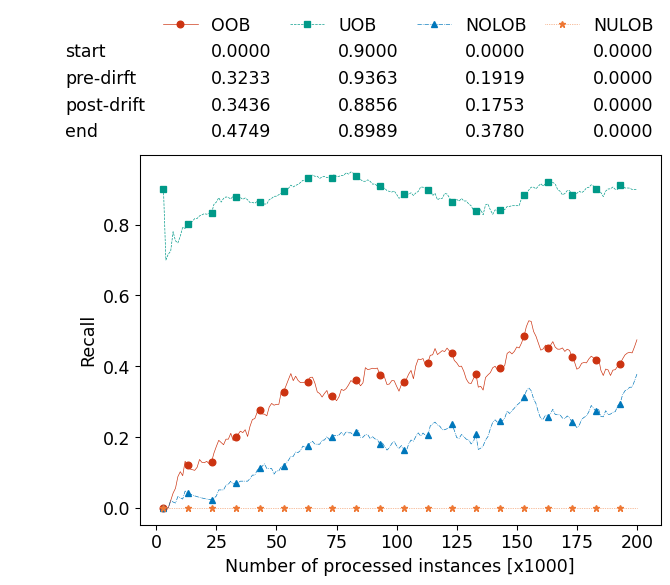 OOB UOB NOLOB NULOB
start 0.0000 0.9000 0.0000 0.0000
pre-dirft 0.3233 0.9363 0.1919 0.0000
post-drift 0.3436 0.8856 0.1753 0.0000
end 0.4749 0.8989 0.3780 0.0000
0.8
0.6
0.4
0.2
0.0
Recall
0 25 50 75 100 125 150 175 200
Number of processed instances [x1000]